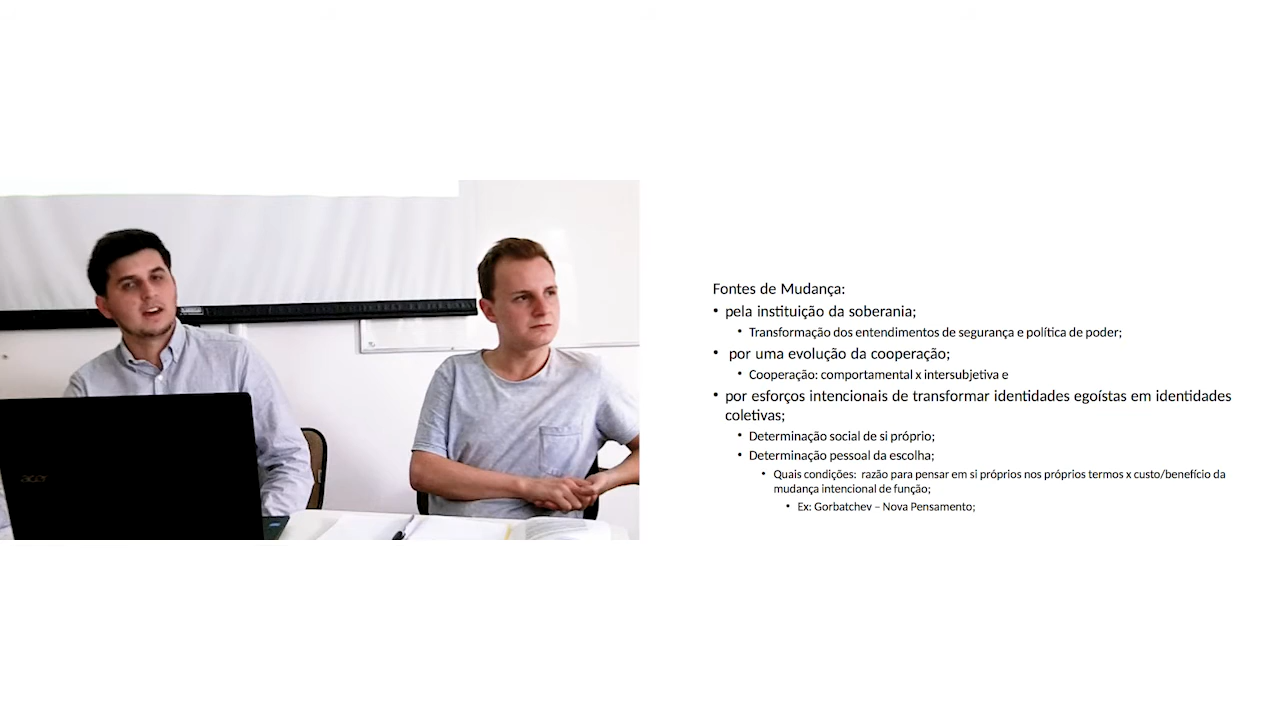 acer
Fontes de Mudança:
• pela instituição da soberania;
• Transformação dos entendimentos de segurança e política de poder;
• por uma evolução da cooperação;
• Cooperação: comportamental x intersubjetiva e
• por esforços intencionais de transformar identidades egoístas em identidades
coletivas;
• Determinação social de si próprio;
• Determinação pessoal da escolha;
• Quais condições: razão para pensar em si próprios nos próprios termos x custo/benefício da
mudança intencional de função;
• Ex: Gorbatchev – Nova Pensamento;